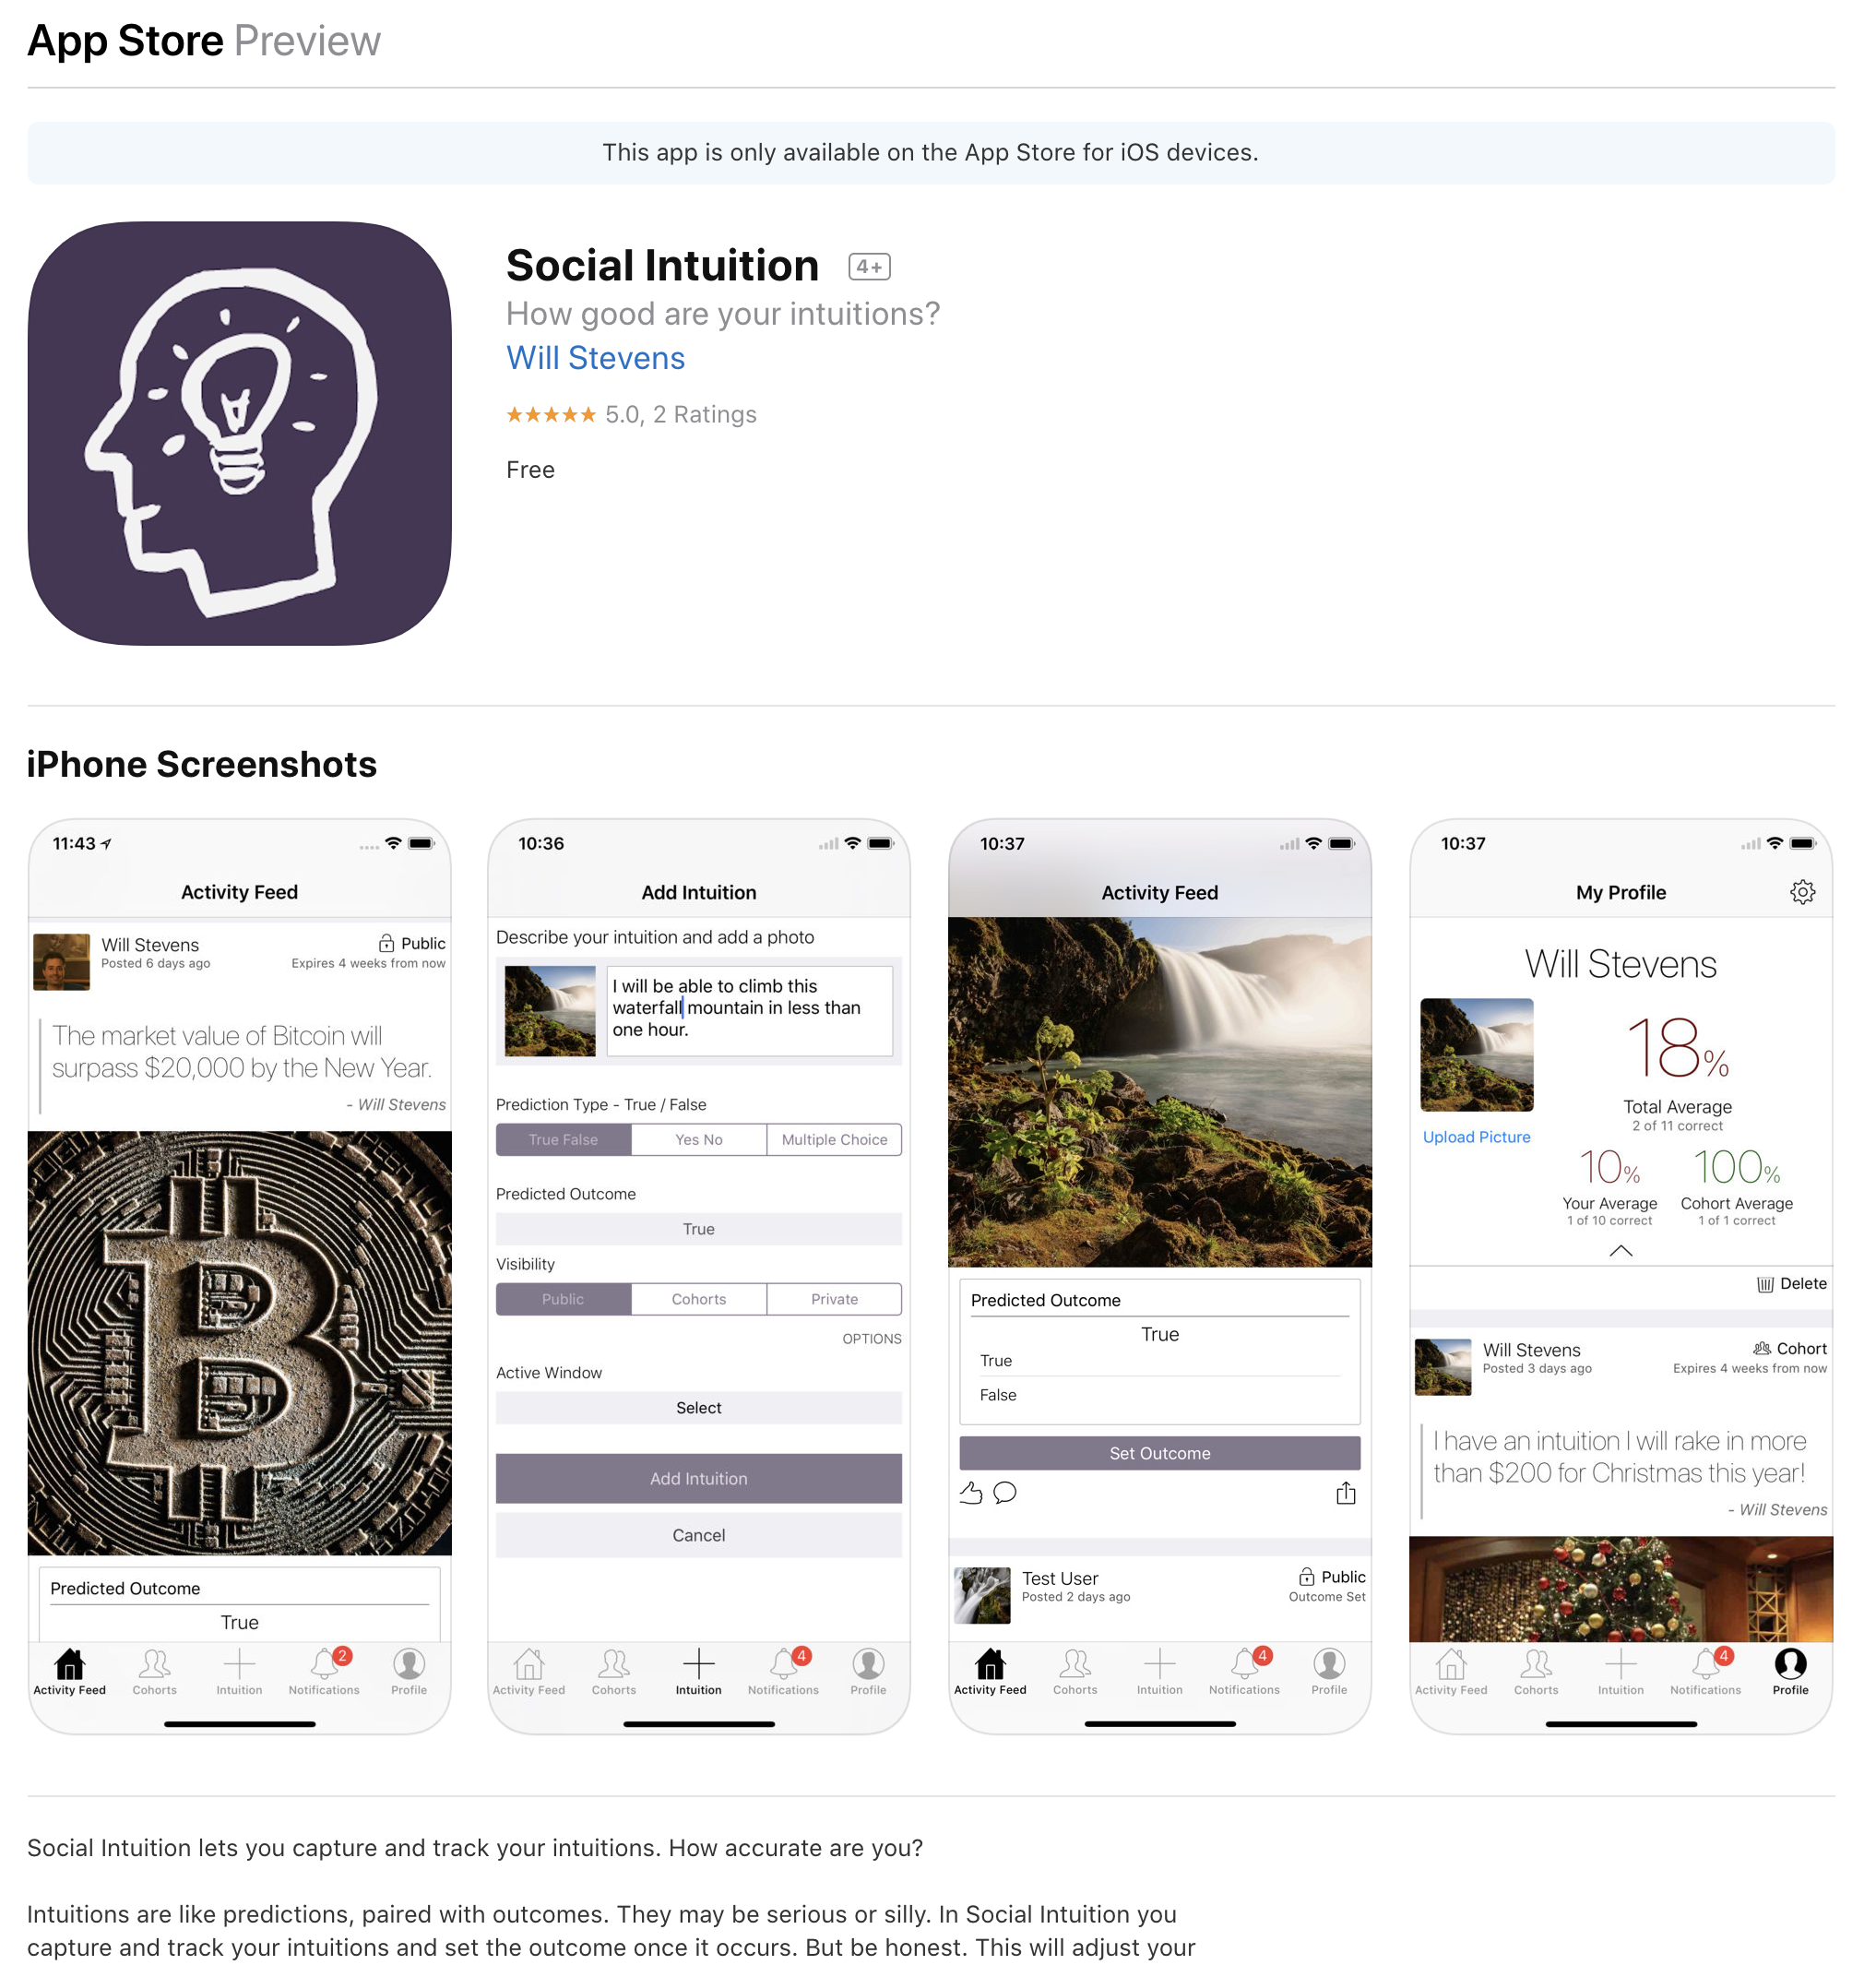 App Store Preview
This app is only available on the App Store for iOS devices.
Social Intuition 4+
How good are your intuitions?
Will Stevens
★★★★★ 5.0, 2 Ratings
Free
iPhone Screenshots
11:43
Activity Feed
Will Stevens
Public
Posted 6 days ago
Expires 4 weeks from now
The market value of Bitcoin will
surpass $20,000 by the New Year.
- Will Stevens
Predicted Outcome
True
2
Activity Feed
Cohorts
Intuition
Notifications
Profile
10:36
Add Intuition
Describe your intuition and add a photo
I will be able to climb this
waterfall mountain in less than
one hour.
Prediction Type - True / False
True False
Yes No
Multiple Choice
Predicted Outcome
True
Visibility
Public
Cohorts
Private
OPTIONS
Active Window
Select
Add Intuition
Cancel
4
Activity Feed
Cohorts
Intuition
Notifications
Profile
10:37
Activity Feed
Predicted Outcome
True
True
False
Set Outcome
Test User
Public
Posted 2 days ago
Outcome Set
4
Activity Feed
Cohorts
Intuition
Notifications
Profile
10:37
My Profile
Will Stevens
18%
Total Average
2 of 11 correct
Upload Picture
10%
100%
Your Average
Cohort Average
1 of 10 correct
1 of 1 correct
Delete
Will Stevens
Cohort
Posted 3 days ago
Expires 4 weeks from now
I have an intuition I will rake in more
than $200 for Christmas this year!
- Will Stevens
4
Activity Feed
Cohorts
Intuition
Notifications
Profile
Social Intuition lets you capture and track your intuitions. How accurate are you?
Intuitions are like predictions, paired with outcomes. They may be serious or silly. In Social Intuition you
capture and track your intuitions and set the outcome once it occurs. But be honest. This will adjust your